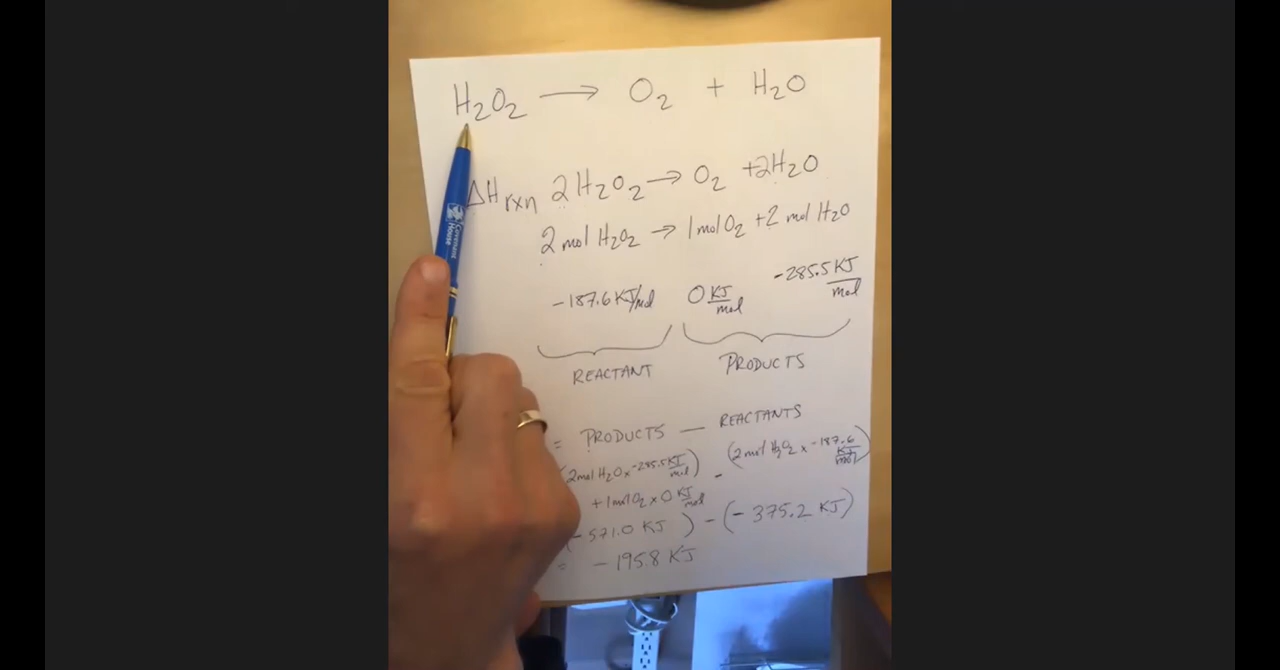 H2O2 → O2 + H2O
ΔHrxn 2H2O2 → O2 +2H2O
2 mol H2O2 → 1 mol O2 + 2 mol H2O
-187.6 KJ/mol 0 KJ/mol -285.5 KJ/mol
REACTANT PRODUCTS
= PRODUCTS — REACTANTS
(2 mol H2O x -285.5 KJ/mol) - (2 mol H2O2 x -187.6 KJ/mol)
+ 1 mol O2 x 0 KJ/mol
(-571.0 KJ) - (-375.2 KJ)
= -195.8 KJ
Covenant
House